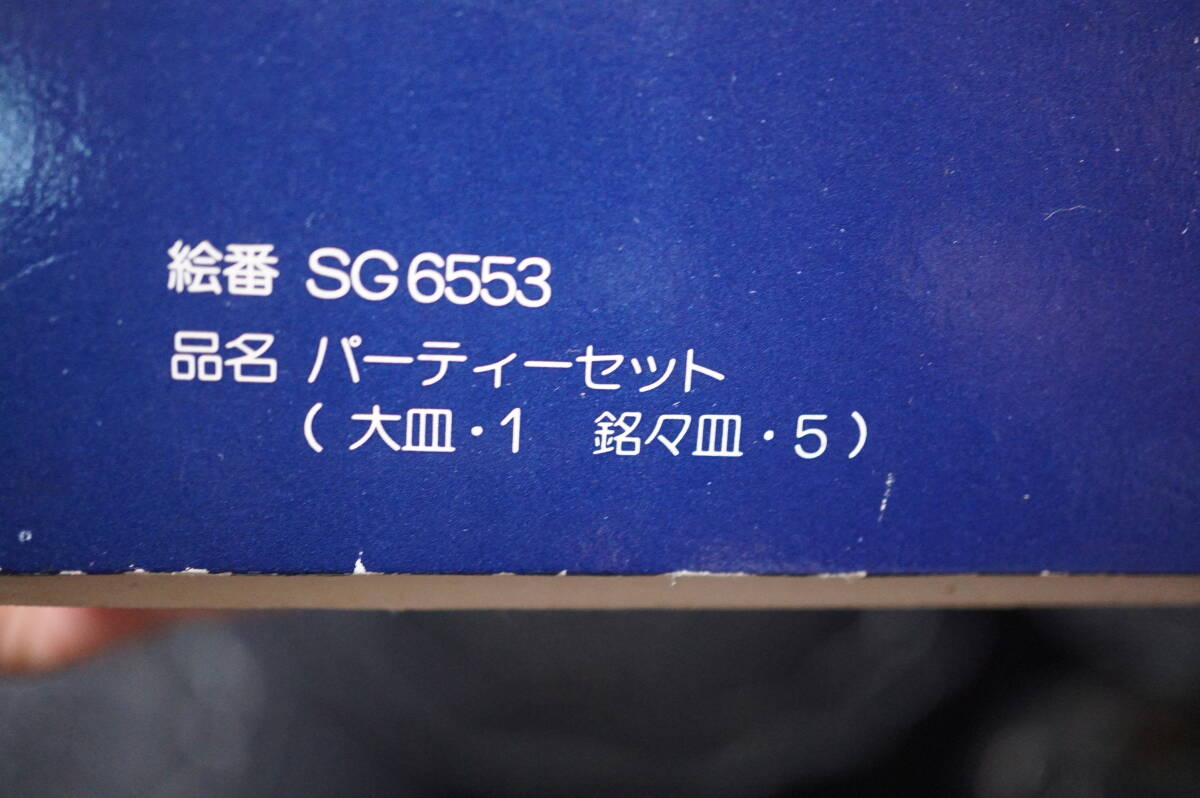 絵番 SG6553
品名 パーティーセット
(大皿・1 銘々皿・5)